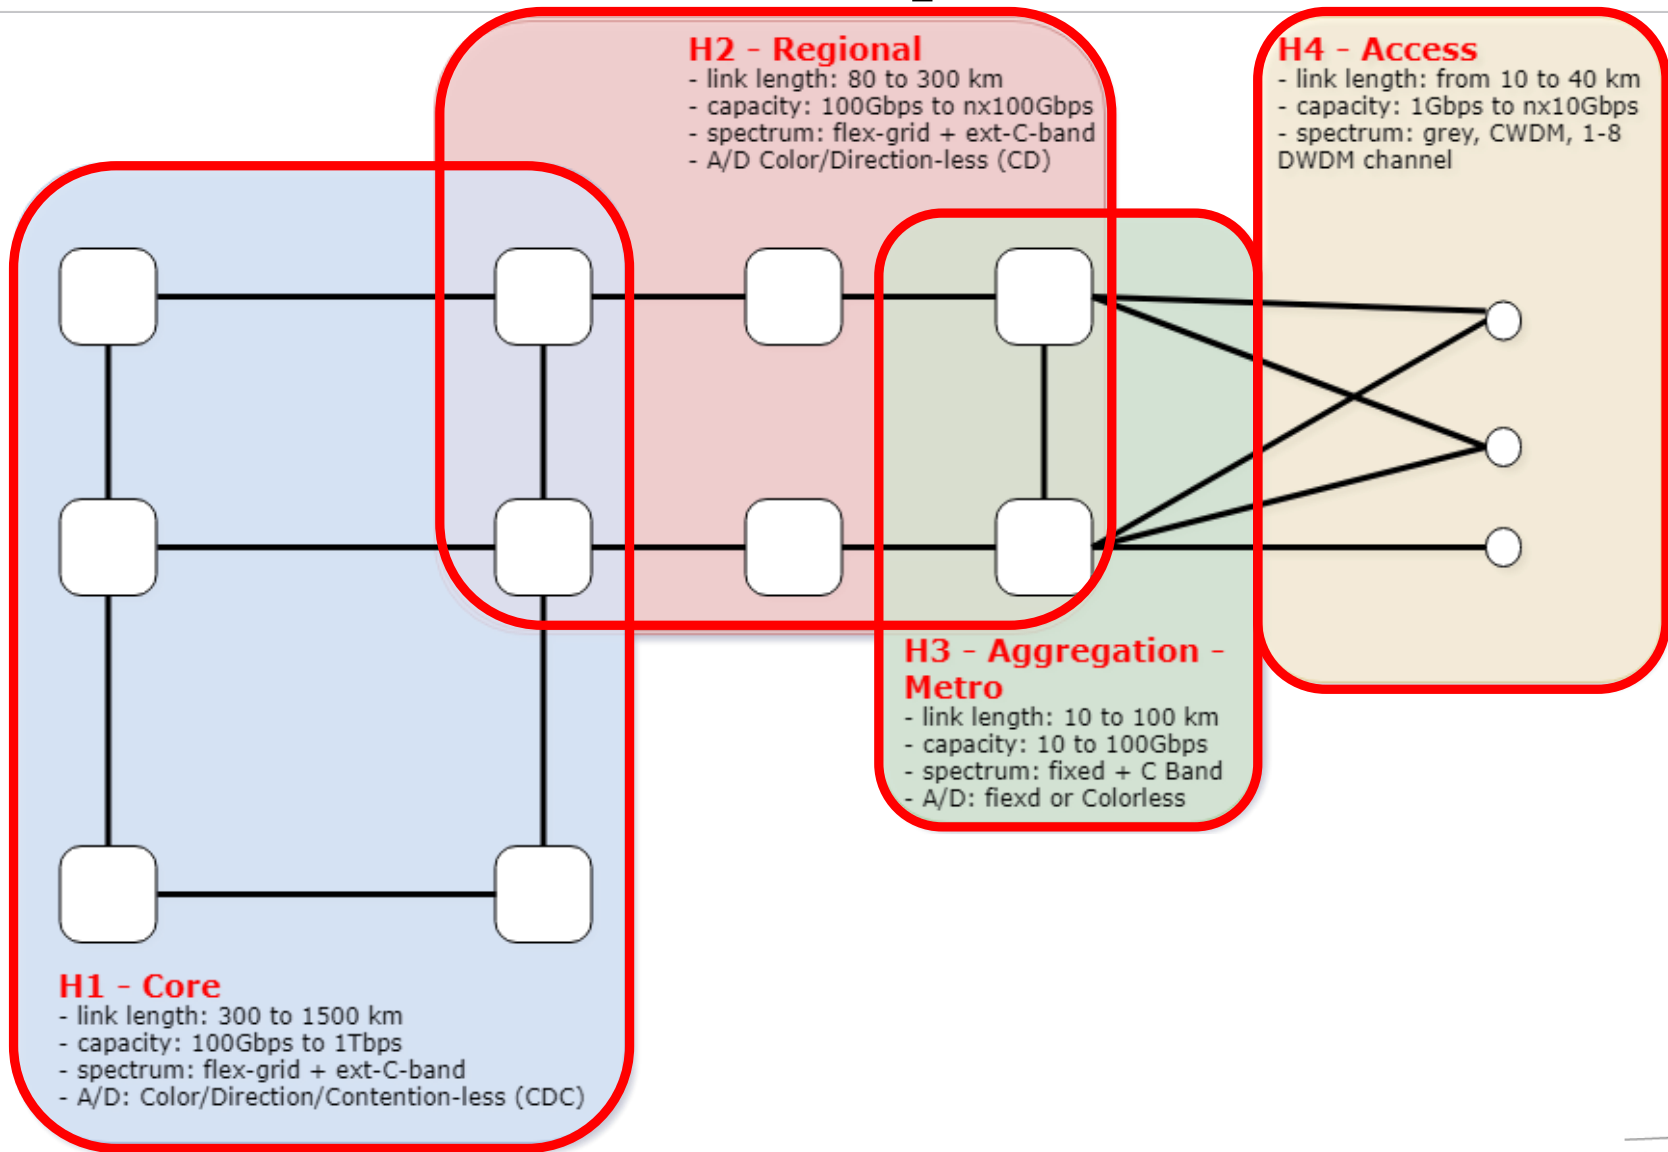 H2 - Regional
- link length: 80 to 300 km
- capacity: 100Gbps to nx100Gbps
- spectrum: flex-grid + ext-C-band
- A/D Color/Direction-less (CD)
H4 - Access
- link length: from 10 to 40 km
- capacity: 1Gbps to nx10Gbps
- spectrum: grey, CWDM, 1-8
DWDM channel
H3 - Aggregation -
Metro
- link length: 10 to 100 km
- capacity: 10 to 100Gbps
- spectrum: fixed + C Band
- A/D: fiexd or Colorless
H1 - Core
- link length: 300 to 1500 km
- capacity: 100Gbps to 1Tbps
- spectrum: flex-grid + ext-C-band
- A/D: Color/Direction/Contention-less (CDC)